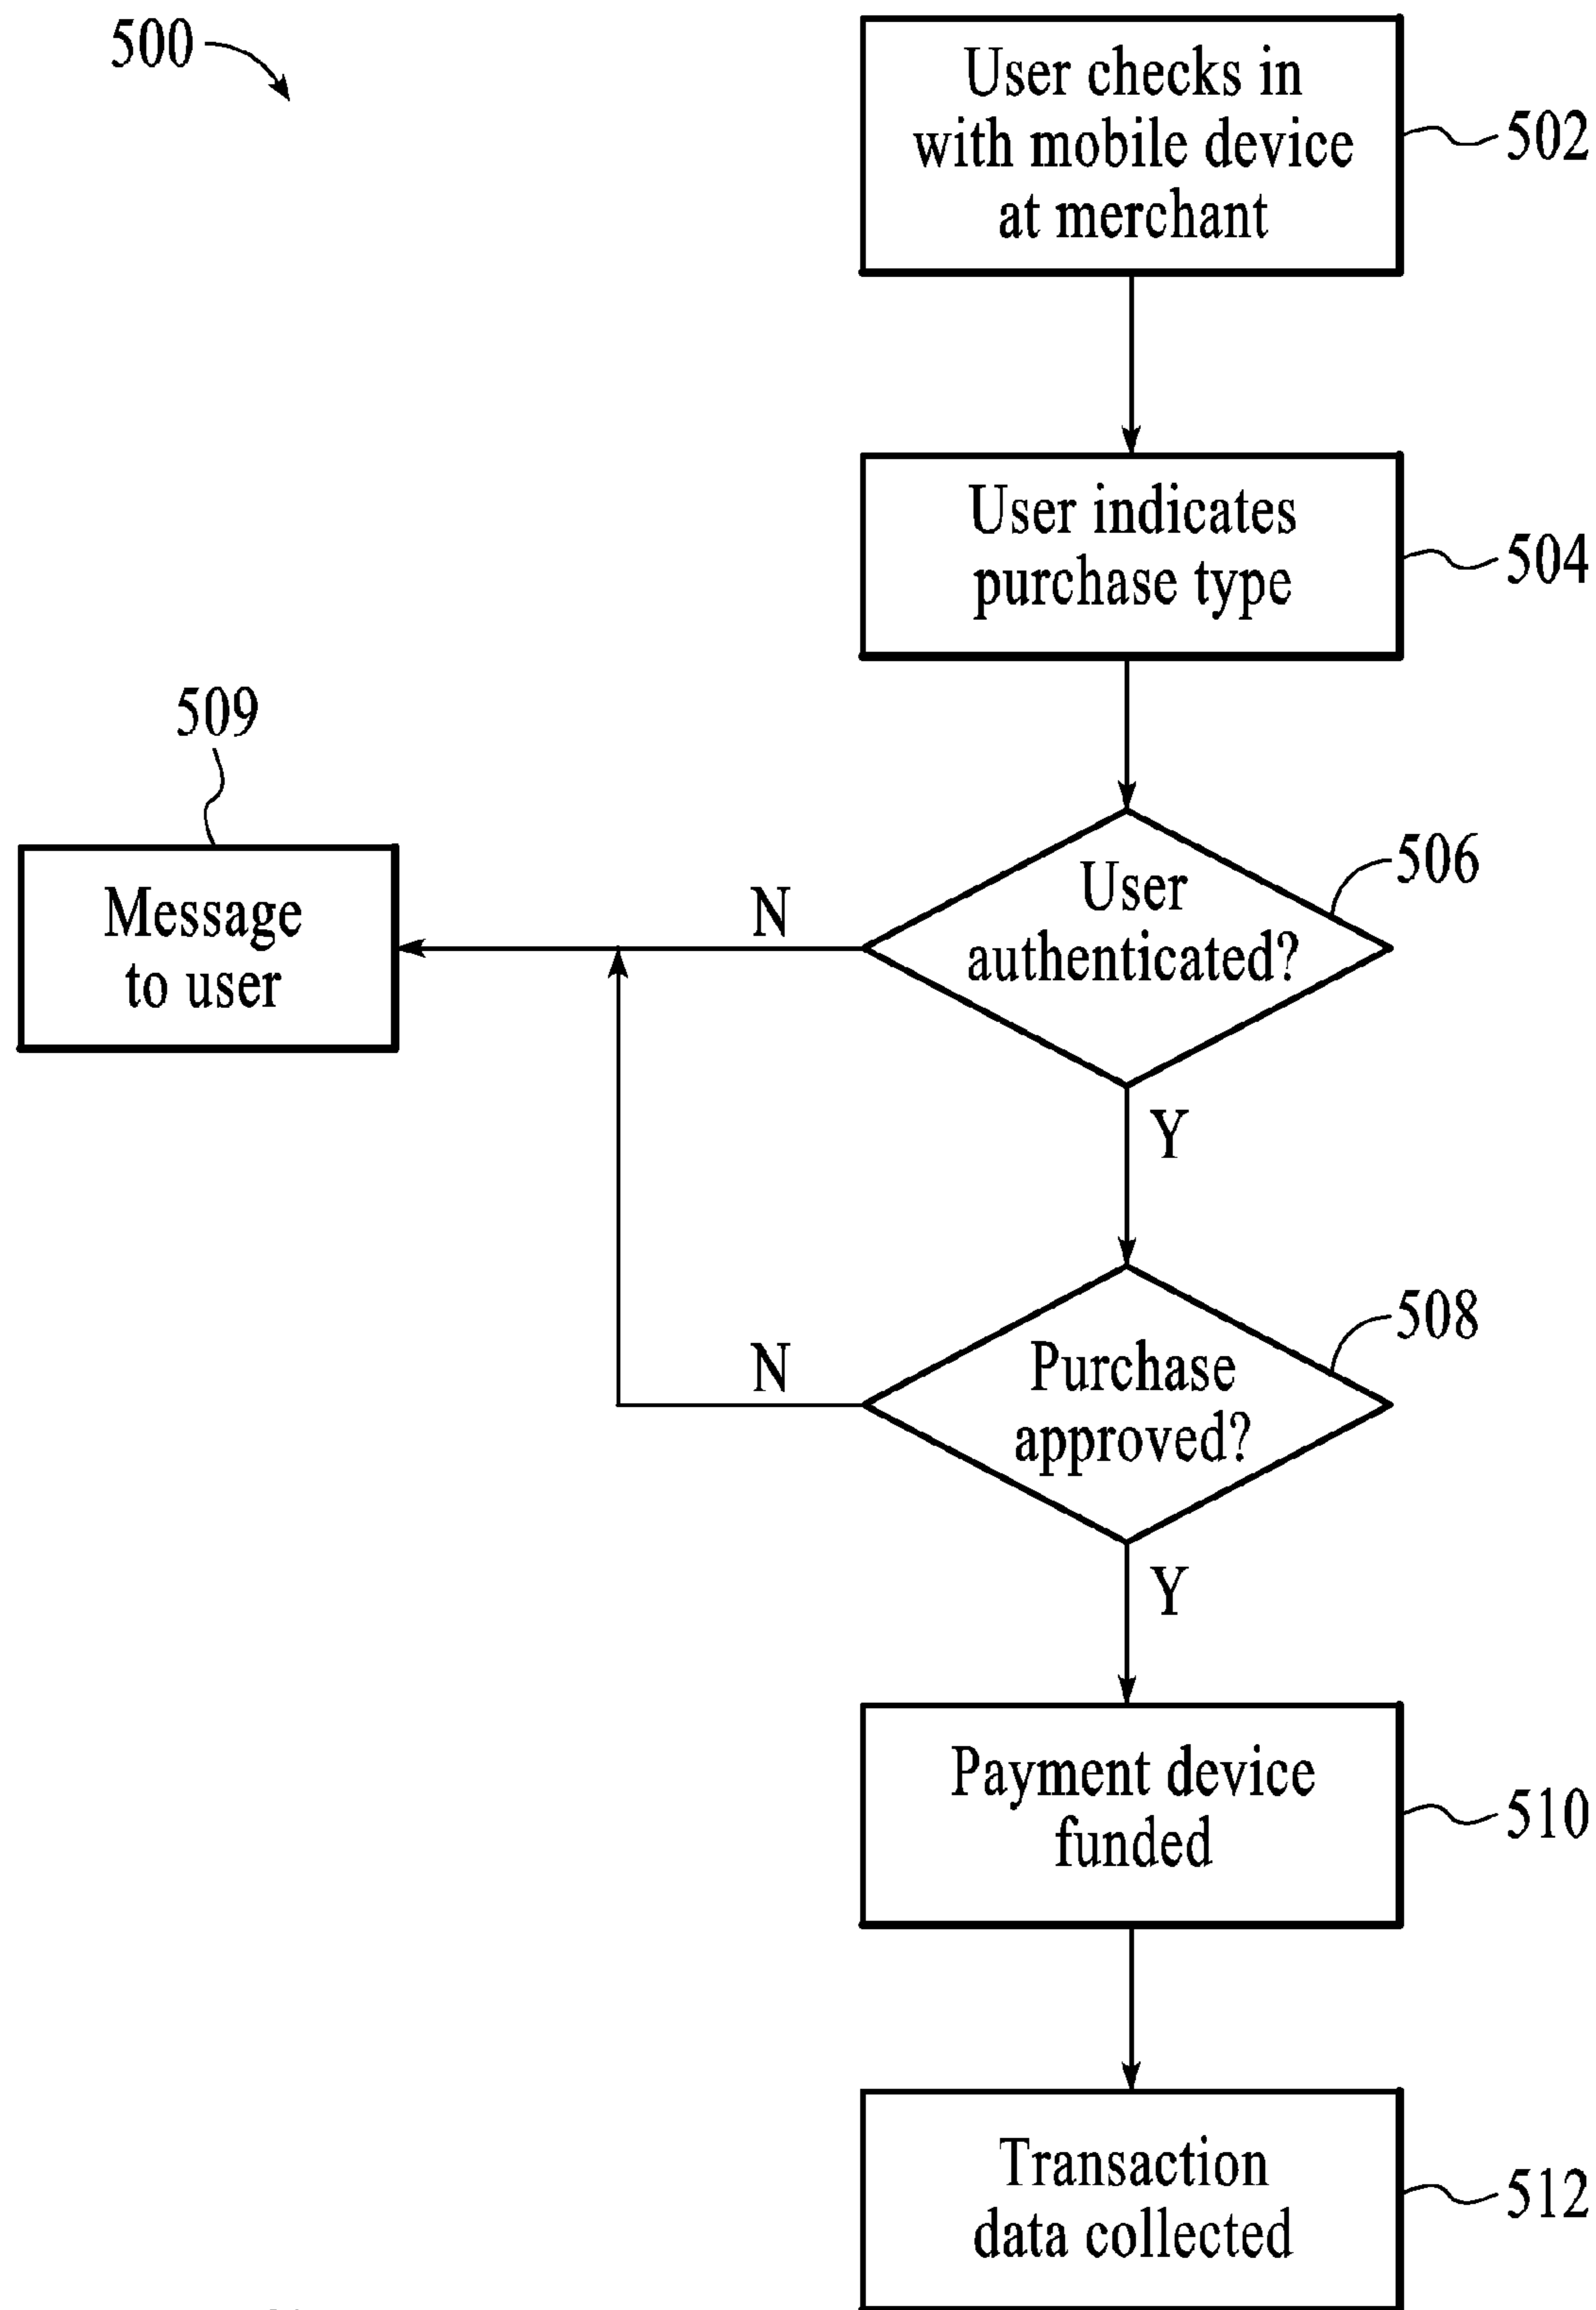 500
User checks in
with mobile device
at merchant
502
User indicates
purchase type
504
509
Message
to user
N
User
authenticated?
506
Y
N
Purchase
approved?
508
Y
Payment device
funded
510
Transaction
data collected
512